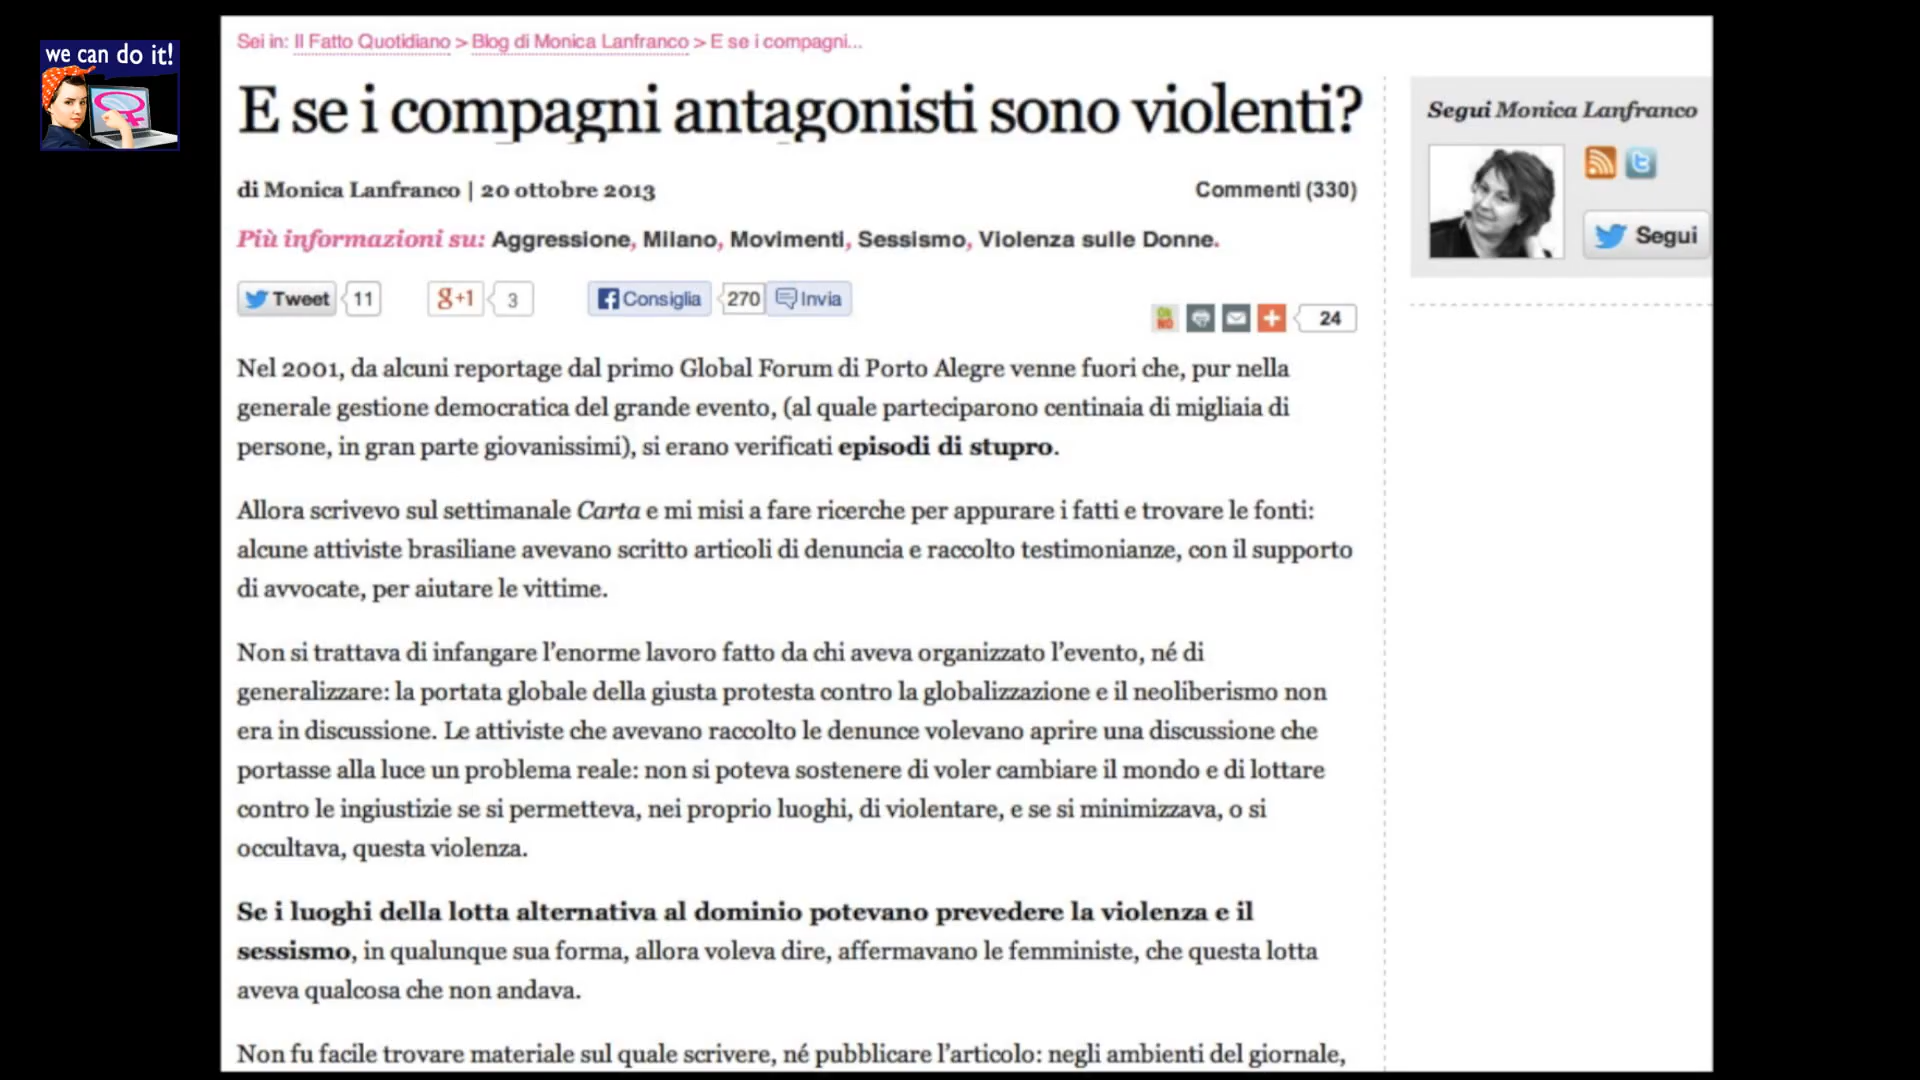 we can do it!
Sei in: Il Fatto Quotidiano > Blog di Monica Lanfranco > E se i compagni...
E se i compagni antagonisti sono violenti?
di Monica Lanfranco | 20 ottobre 2013
Commenti (330)
Più informazioni su: Aggressione, Milano, Movimenti, Sessismo, Violenza sulle Donne.
Tweet 11 g+1 3 Consiglia 270 Invia
OK NO 24
Nel 2001, da alcuni reportage dal primo Global Forum di Porto Alegre venne fuori che, pur nella
generale gestione democratica del grande evento, (al quale parteciparono centinaia di migliaia di
persone, in gran parte giovanissimi), si erano verificati episodi di stupro.
Allora scrivevo sul settimanale Carta e mi misi a fare ricerche per appurare i fatti e trovare le fonti:
alcune attiviste brasiliane avevano scritto articoli di denuncia e raccolto testimonianze, con il supporto
di avvocate, per aiutare le vittime.
Non si trattava di infangare l'enorme lavoro fatto da chi aveva organizzato l'evento, né di
generalizzare: la portata globale della giusta protesta contro la globalizzazione e il neoliberismo non
era in discussione. Le attiviste che avevano raccolto le denunce volevano aprire una discussione che
portasse alla luce un problema reale: non si poteva sostenere di voler cambiare il mondo e di lottare
contro le ingiustizie se si permetteva, nei proprio luoghi, di violentare, e se si minimizzava, o si
occultava, questa violenza.
Se i luoghi della lotta alternativa al dominio potevano prevedere la violenza e il
sessismo, in qualunque sua forma, allora voleva dire, affermavano le femministe, che questa lotta
aveva qualcosa che non andava.
Non fu facile trovare materiale sul quale scrivere, né pubblicare l'articolo: negli ambienti del giornale,
Segui Monica Lanfranco
Segui